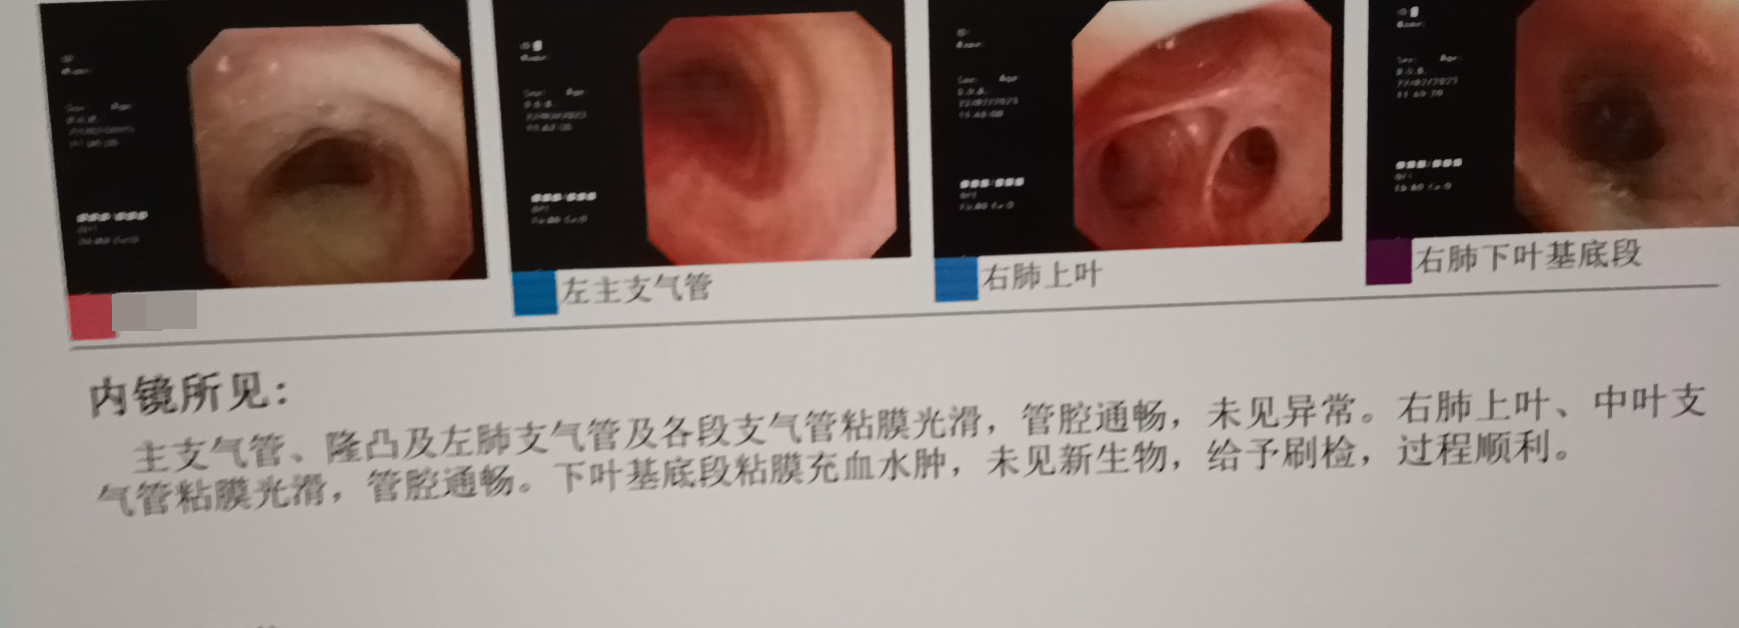 左主支气管
右肺上叶
右肺下叶基底段
内镜所见：
主支气管、隆凸及左肺支气管及各段支气管粘膜光滑，管腔通畅，未见异常。右肺上叶、中叶支
气管粘膜光滑，管腔通畅。下叶基底段粘膜充血水肿，未见新生物，给予刷检，过程顺利。